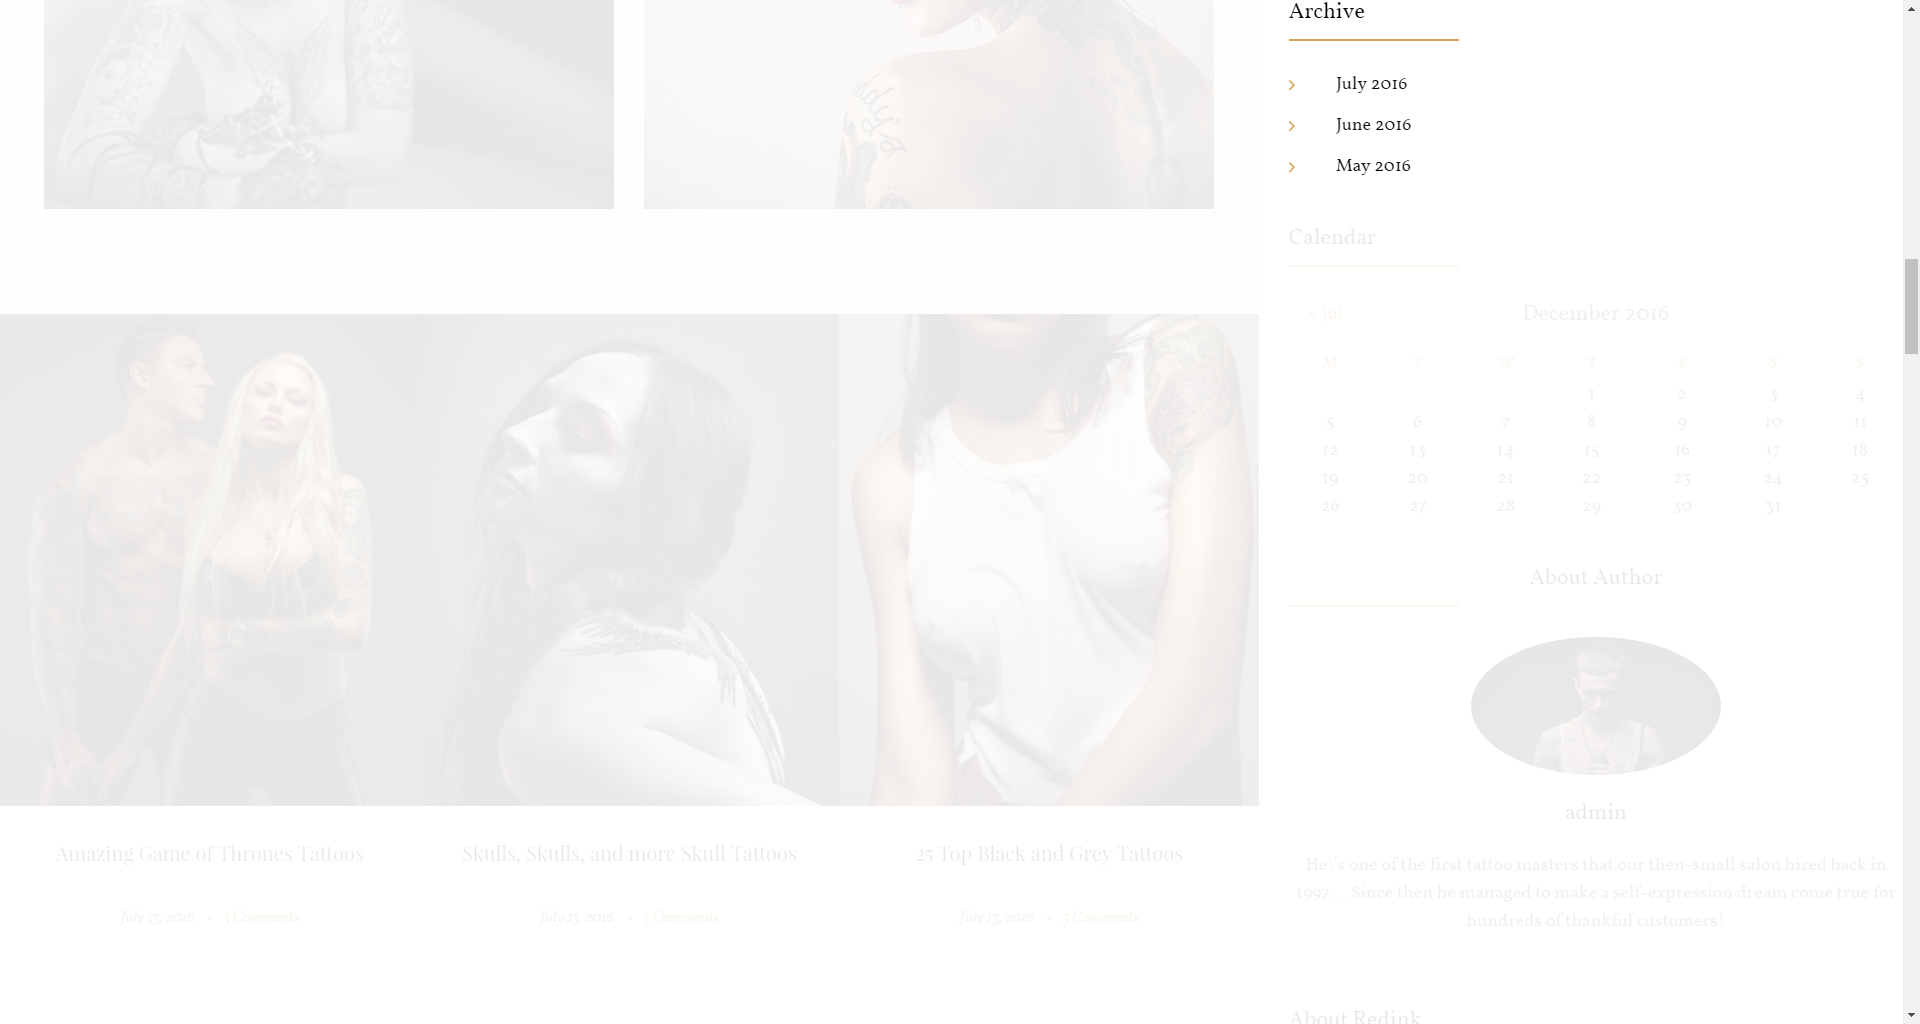 Archive
July 2016
June 2016
May 2016
Calendar
« Jul
December 2016
M T W T F S S
1 2 3 4
5 6 7 8 9 10 11
12 13 14 15 16 17 18
19 20 21 22 23 24 25
26 27 28 29 30 31
About Author
admin
He\'s one of the first tattoo masters that our then-small salon hired back in
1997. . . Since then he managed to make a self-expression dream come true for
hundreds of thankful customers!
About Redink
Amazing Game of Thrones Tattoos
July 13, 2016 • 3 Comments
Skulls, Skulls, and more Skull Tattoos
July 13, 2016 • 3 Comments
25 Top Black and Grey Tattoos
July 13, 2016 • 3 Comments